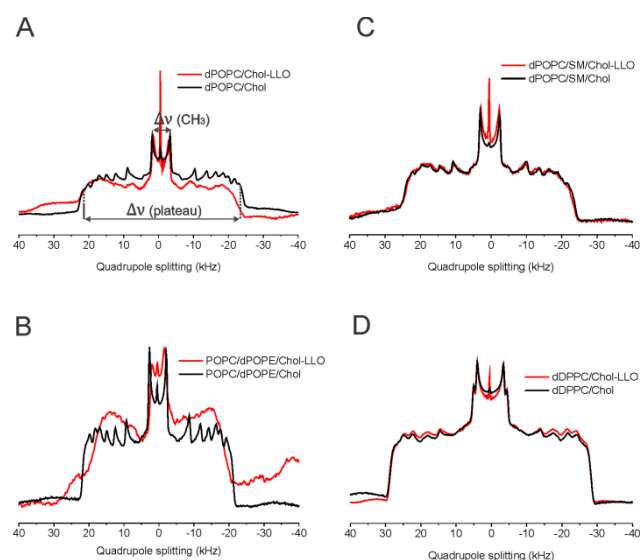 A
dPOPC/Chol-LLO
dPOPC/Chol
Δν (CH₃)
Δν (plateau)
40 30 20 10 0 -10 -20 -30 -40
Quadrupole splitting (kHz)
C
dPOPC/SM/Chol-LLO
dPOPC/SM/Chol
40 30 20 10 0 -10 -20 -30 -40
Quadrupole splitting (kHz)
B
POPC/dPOPE/Chol-LLO
POPC/dPOPE/Chol
40 30 20 10 0 -10 -20 -30 -40
Quadrupole splitting (kHz)
D
dDPPC/Chol-LLO
dDPPC/Chol
40 30 20 10 0 -10 -20 -30 -40
Quadrupole splitting (kHz)